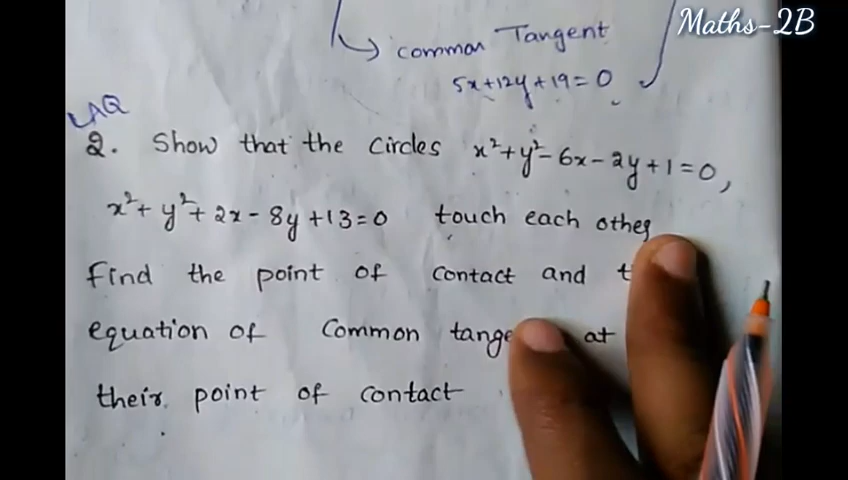 Maths-2B
↳ common Tangent
5x+12y+19=0
LAQ
2. Show that the circles x²+y²-6x-2y+1=0,
x²+y²+2x-8y+13=0 touch each other
find the point of contact and
equation of common at
their point of contact